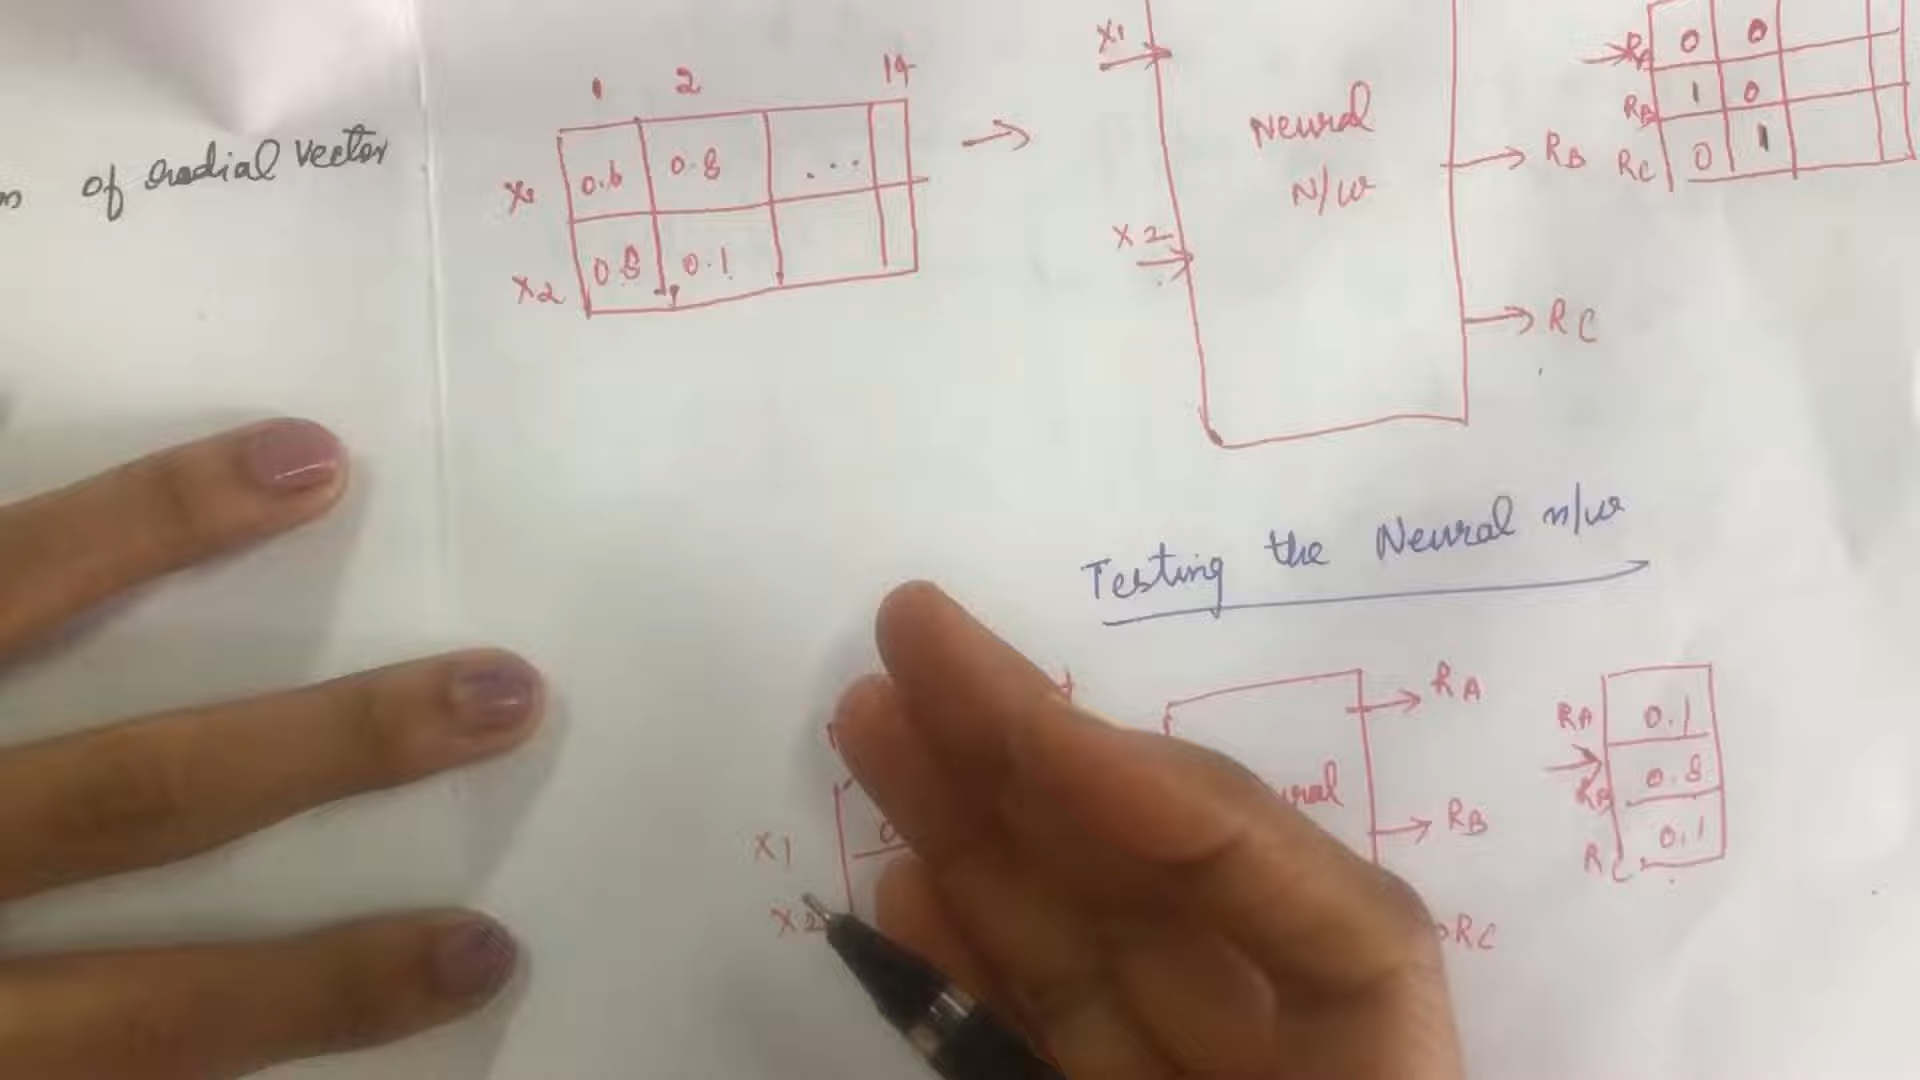 of radial vector
1 2 14
X1 0.6 0.8 ...
X2 0.8 0.1
X1
X2
Neural
N/w
RB
RC
RA 0 0
RB 1 0
RC 0 1
Testing the Neural n/w
X1
X2
RA
RB
RC
RA 0.1
RB 0.8
RC 0.1